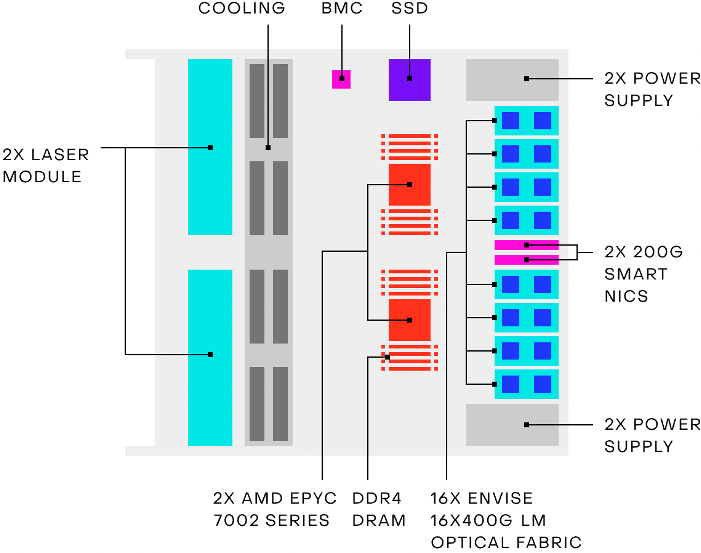 COOLING
BMC
SSD
2X POWER
SUPPLY
2X LASER
MODULE
2X 200G
SMART
NICS
2X POWER
SUPPLY
2X AMD EPYC
7002 SERIES
DDR4
DRAM
16X ENVISE
16X400G LM
OPTICAL FABRIC